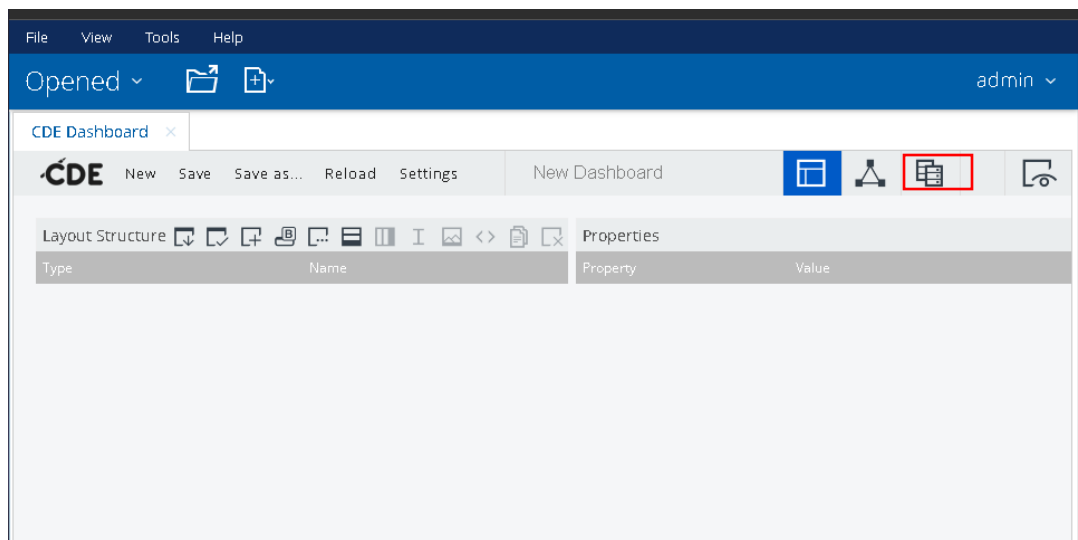 File View Tools Help
Opened admin
CDE Dashboard ×
CDE New Save Save as... Reload Settings New Dashboard
Layout Structure B Properties
Type Name Property Value